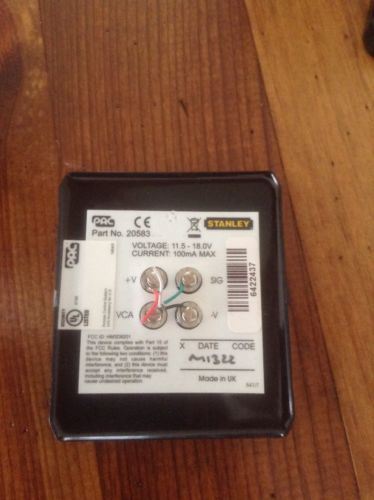 PAC CE STANLEY
Part No. 20583
VOLTAGE: 11.5 - 18.0V
CURRENT: 100mA MAX
+V SIG
VCA -V
6422437
PAC
UL
LISTED
This device complies with Part 15 of
the FCC Rules. Operation is subject
to the following two conditions: (1) this
device may not cause harmful
interference, and (2) this device must
accept any interference received,
including interference that may
cause undesired operation.
X DATE CODE
M1322
Made in UK